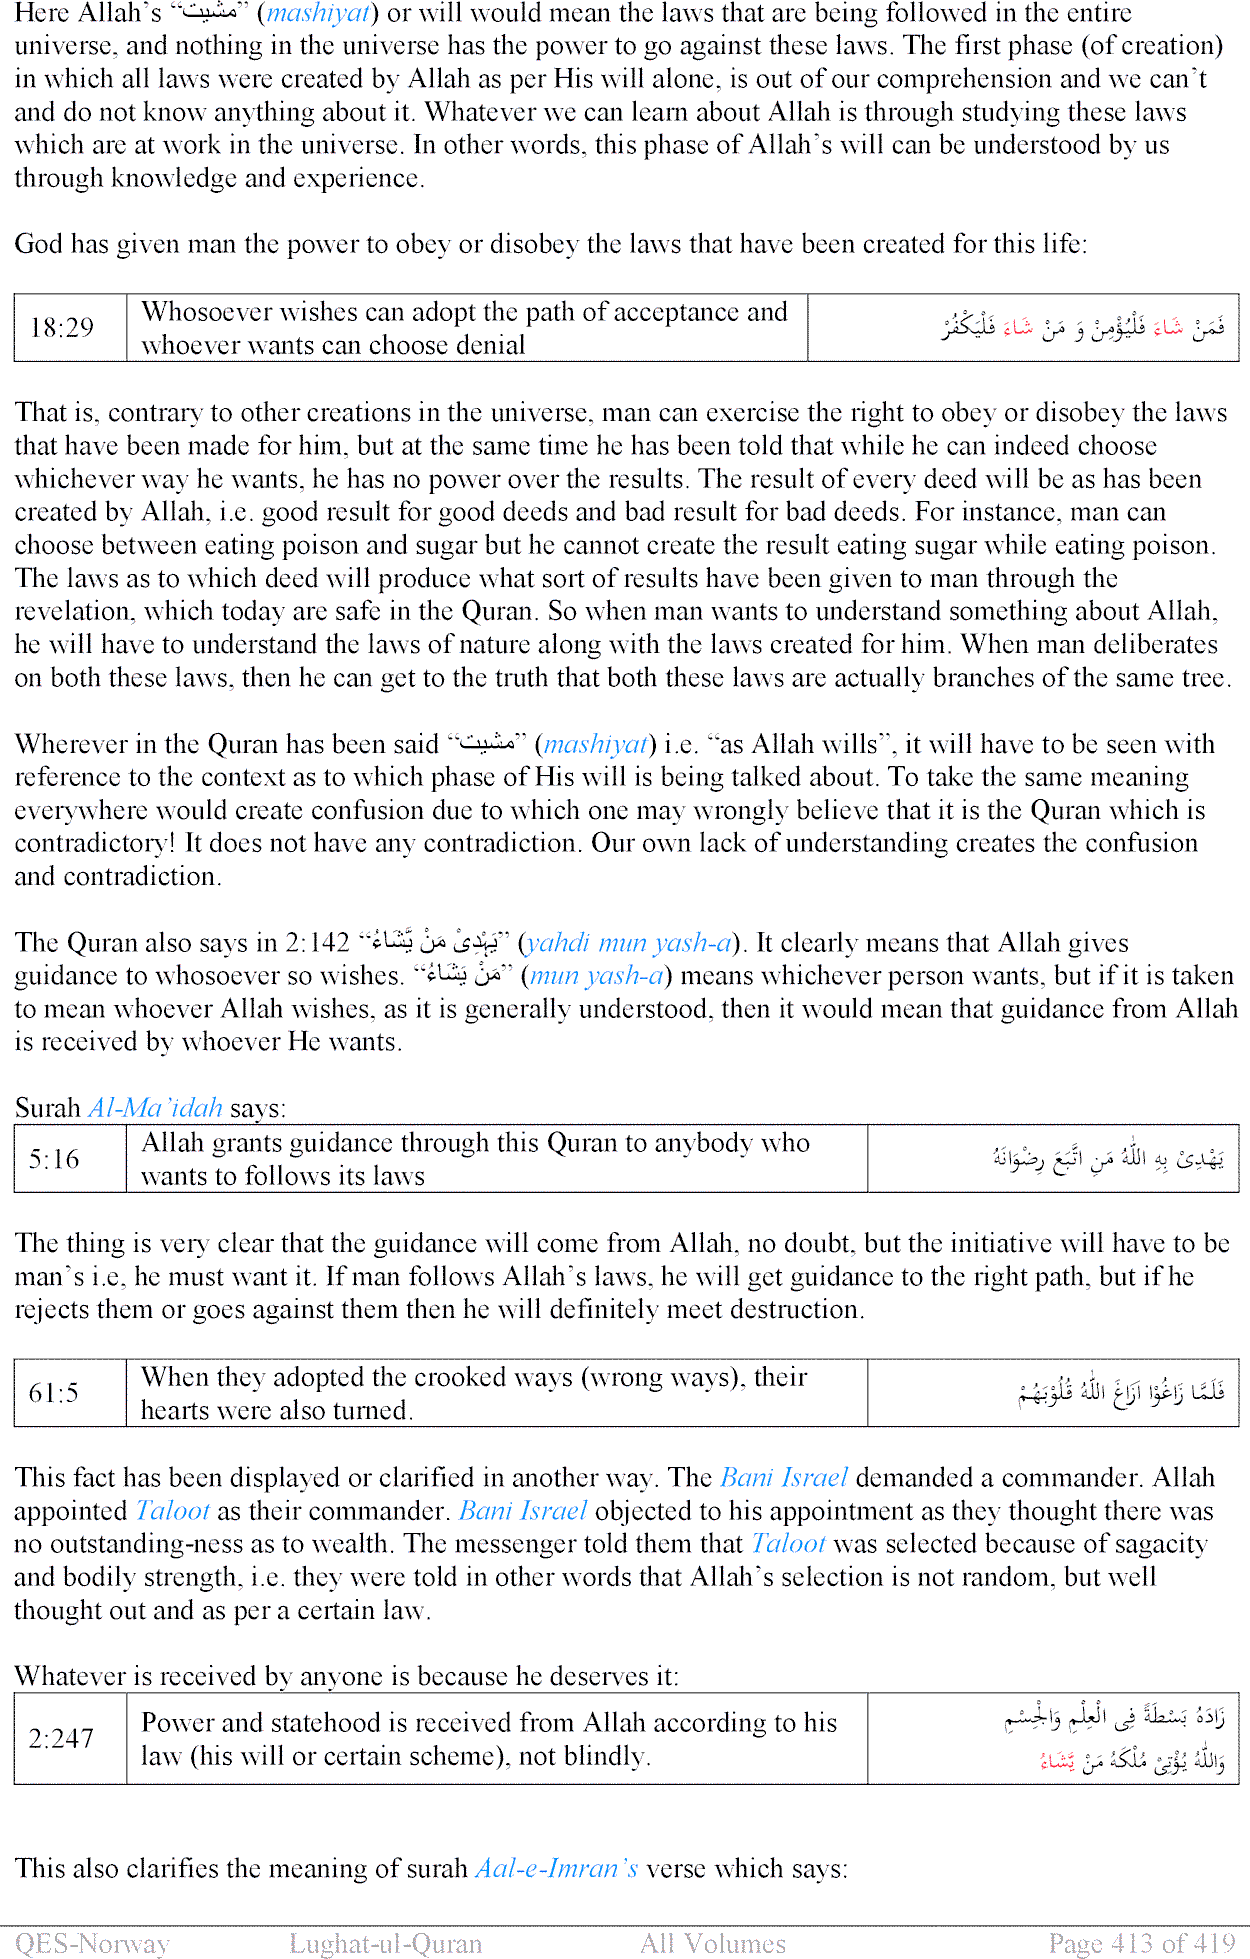 Here Allah's “مشیت” (mashiyat) or will would mean the laws that are being followed in the entire
universe, and nothing in the universe has the power to go against these laws. The first phase (of creation)
in which all laws were created by Allah as per His will alone, is out of our comprehension and we can't
and do not know anything about it. Whatever we can learn about Allah is through studying these laws
which are at work in the universe. In other words, this phase of Allah's will can be understood by us
through knowledge and experience.
God has given man the power to obey or disobey the laws that have been created for this life:
18:29
Whosoever wishes can adopt the path of acceptance and
whoever wants can choose denial
فَمَنْ شَاءَ فَلْيُؤْمِنْ وَ مَنْ شَاءَ فَلْيَكْفُرْ
That is, contrary to other creations in the universe, man can exercise the right to obey or disobey the laws
that have been made for him, but at the same time he has been told that while he can indeed choose
whichever way he wants, he has no power over the results. The result of every deed will be as has been
created by Allah, i.e. good result for good deeds and bad result for bad deeds. For instance, man can
choose between eating poison and sugar but he cannot create the result eating sugar while eating poison.
The laws as to which deed will produce what sort of results have been given to man through the
revelation, which today are safe in the Quran. So when man wants to understand something about Allah,
he will have to understand the laws of nature along with the laws created for him. When man deliberates
on both these laws, then he can get to the truth that both these laws are actually branches of the same tree.
Wherever in the Quran has been said “مشیت” (mashiyat) i.e. “as Allah wills”, it will have to be seen with
reference to the context as to which phase of His will is being talked about. To take the same meaning
everywhere would create confusion due to which one may wrongly believe that it is the Quran which is
contradictory! It does not have any contradiction. Our own lack of understanding creates the confusion
and contradiction.
The Quran also says in 2:142 “يَهْدِىْ مَنْ يَّشَاءُ” (yahdi mun yash-a). It clearly means that Allah gives
guidance to whosoever so wishes. “مَنْ يَشَاءُ” (mun yash-a) means whichever person wants, but if it is taken
to mean whoever Allah wishes, as it is generally understood, then it would mean that guidance from Allah
is received by whoever He wants.
Surah Al-Ma'idah says:
5:16
Allah grants guidance through this Quran to anybody who
wants to follows its laws
يَهْدِىْ بِهِ اللّٰهُ مَنِ اتَّبَعَ رِضْوَانَهُ
The thing is very clear that the guidance will come from Allah, no doubt, but the initiative will have to be
man's i.e, he must want it. If man follows Allah's laws, he will get guidance to the right path, but if he
rejects them or goes against them then he will definitely meet destruction.
61:5
When they adopted the crooked ways (wrong ways), their
hearts were also turned.
فَلَمَّا زَاغُوْا اَزَاغَ اللّٰهُ قُلُوْبَهُمْ
This fact has been displayed or clarified in another way. The Bani Israel demanded a commander. Allah
appointed Taloot as their commander. Bani Israel objected to his appointment as they thought there was
no outstanding-ness as to wealth. The messenger told them that Taloot was selected because of sagacity
and bodily strength, i.e. they were told in other words that Allah's selection is not random, but well
thought out and as per a certain law.
Whatever is received by anyone is because he deserves it:
2:247
Power and statehood is received from Allah according to his
law (his will or certain scheme), not blindly.
زَادَهُ بَسْطَةً فِى الْعِلْمِ وَالْجِسْمِ
وَاللّٰهُ يُؤْتِىْ مُلْكَهُ مَنْ يَّشَاءُ
This also clarifies the meaning of surah Aal-e-Imran's verse which says:
QES-Norway Lughat-ul-Quran All Volumes Page 413 of 419